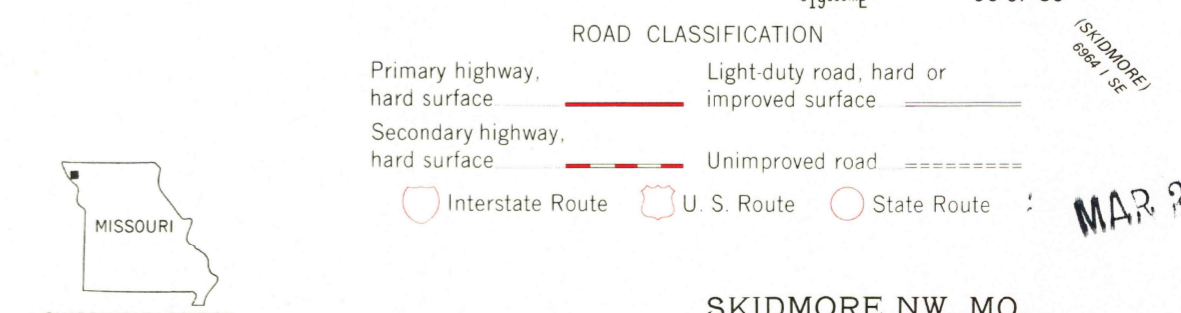 ROAD CLASSIFICATION
Primary highway,
hard surface
Light-duty road, hard or
improved surface
Secondary highway,
hard surface
Unimproved road
Interstate Route
U. S. Route
State Route
(SKIDMORE)
6964 I SE
MISSOURI
MAR
SKIDMORE NW, MO.